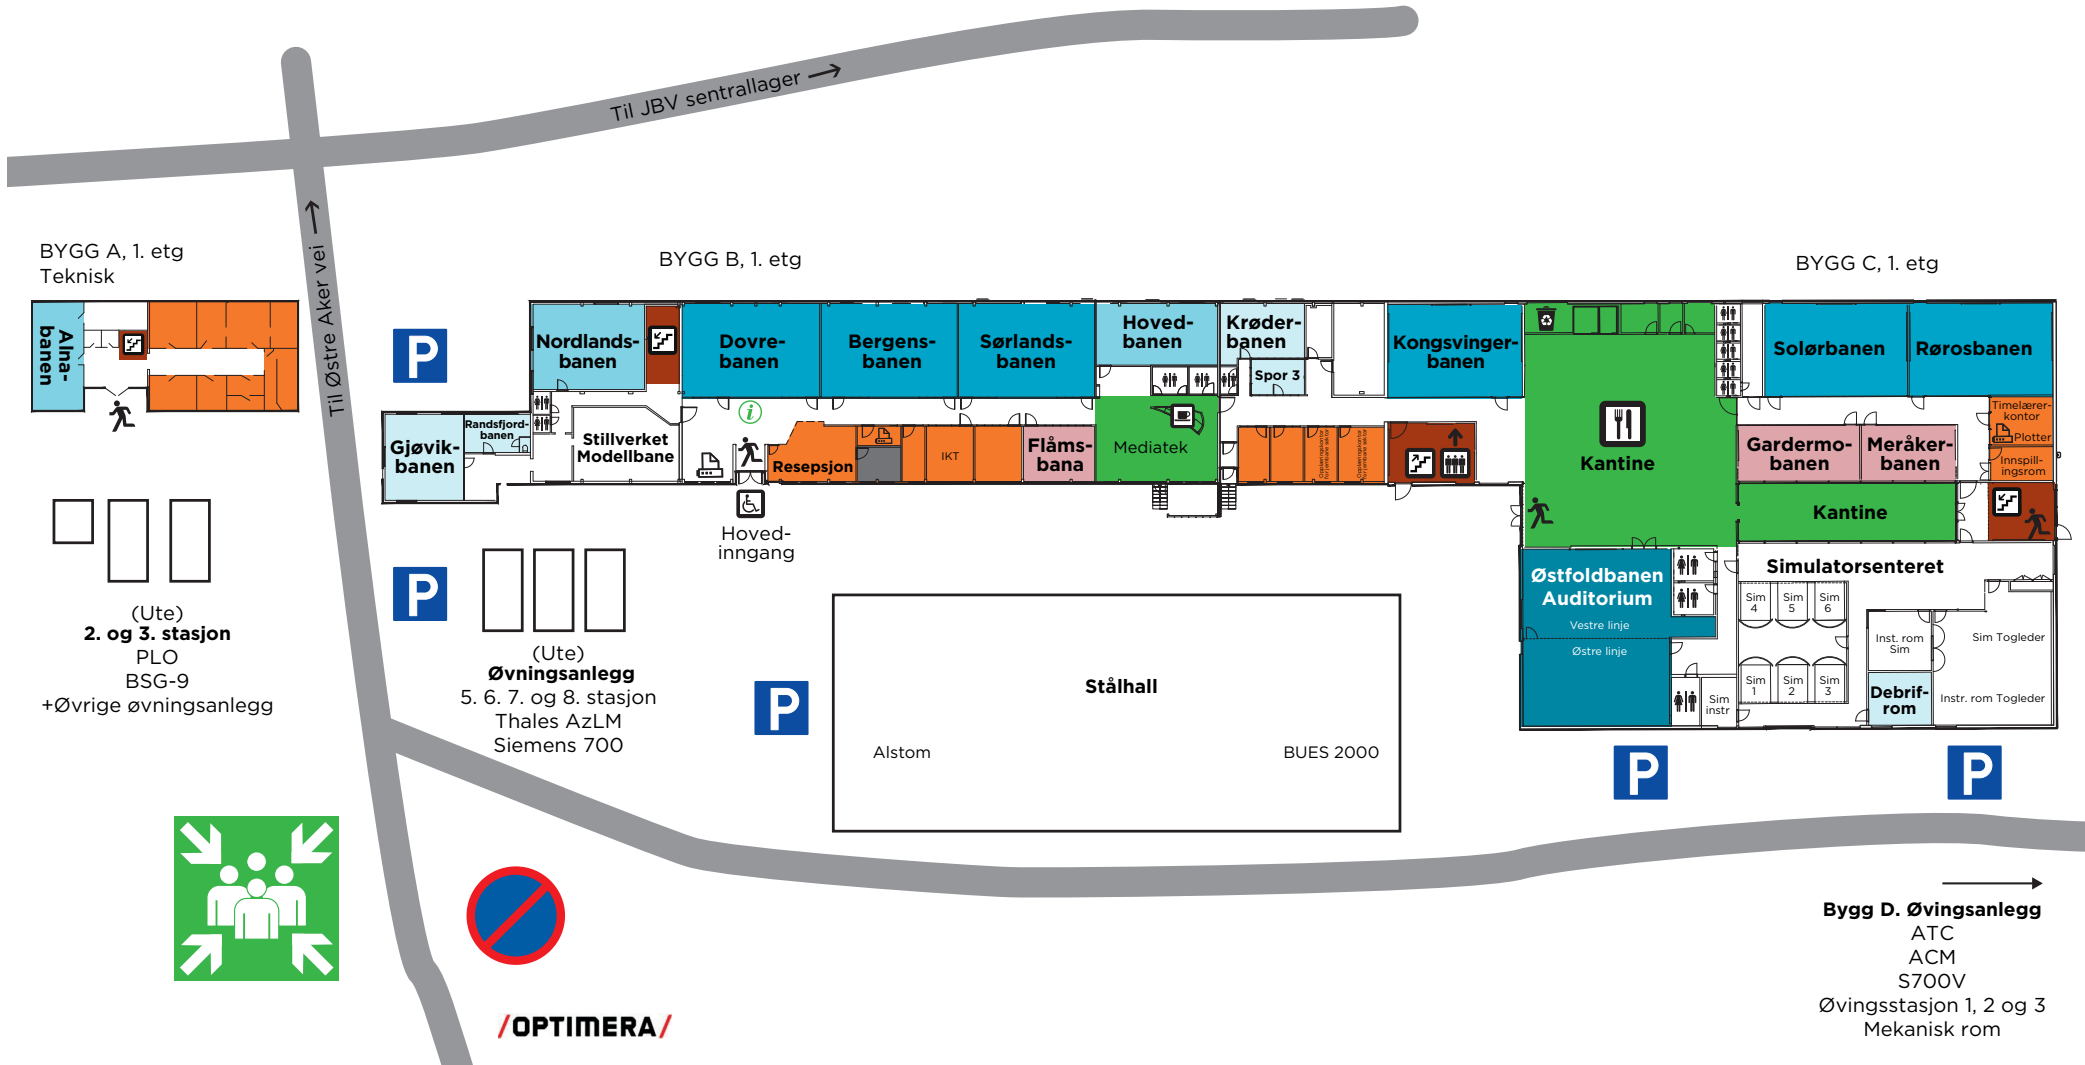 Til JBV sentrallager
Til Østre Aker vei
BYGG A, 1. etg
Teknisk
Alna-
banen
BYGG B, 1. etg
BYGG C, 1. etg
P
Nordlands-
banen
Dovre-
banen
Bergens-
banen
Sørlands-
banen
Hoved-
banen
Krøder-
banen
Spor 3
Kongsvinger-
banen
Solørbanen
Rørosbanen
Gjøvik-
banen
Randsfjord-
banen
Stillverket
Modellbane
i
Resepsjon
IKT
Flåms-
bana
Mediatek
Kantine
Gardermo-
banen
Meråker-
banen
Timelærer-
kontor
Plotter
Innspill-
ingsrom
Kantine
Hoved-
inngang
Simulatorsenteret
Østfoldbanen
Auditorium
Vestre linje
Østre linje
Sim
4
Sim
5
Sim
6
Sim
1
Sim
2
Sim
3
Sim
instr
Inst. rom
Sim
Sim Togleder
Debrif-
rom
Instr. rom Togleder
(Ute)
2. og 3. stasjon
PLO
BSG-9
+Øvrige øvningsanlegg
P
(Ute)
Øvningsanlegg
5. 6. 7. og 8. stasjon
Thales AzLM
Siemens 700
P
Stålhall
Alstom
BUES 2000
P
P
Bygg D. Øvingsanlegg
ATC
ACM
S700V
Øvingsstasjon 1, 2 og 3
Mekanisk rom
/OPTIMERA/